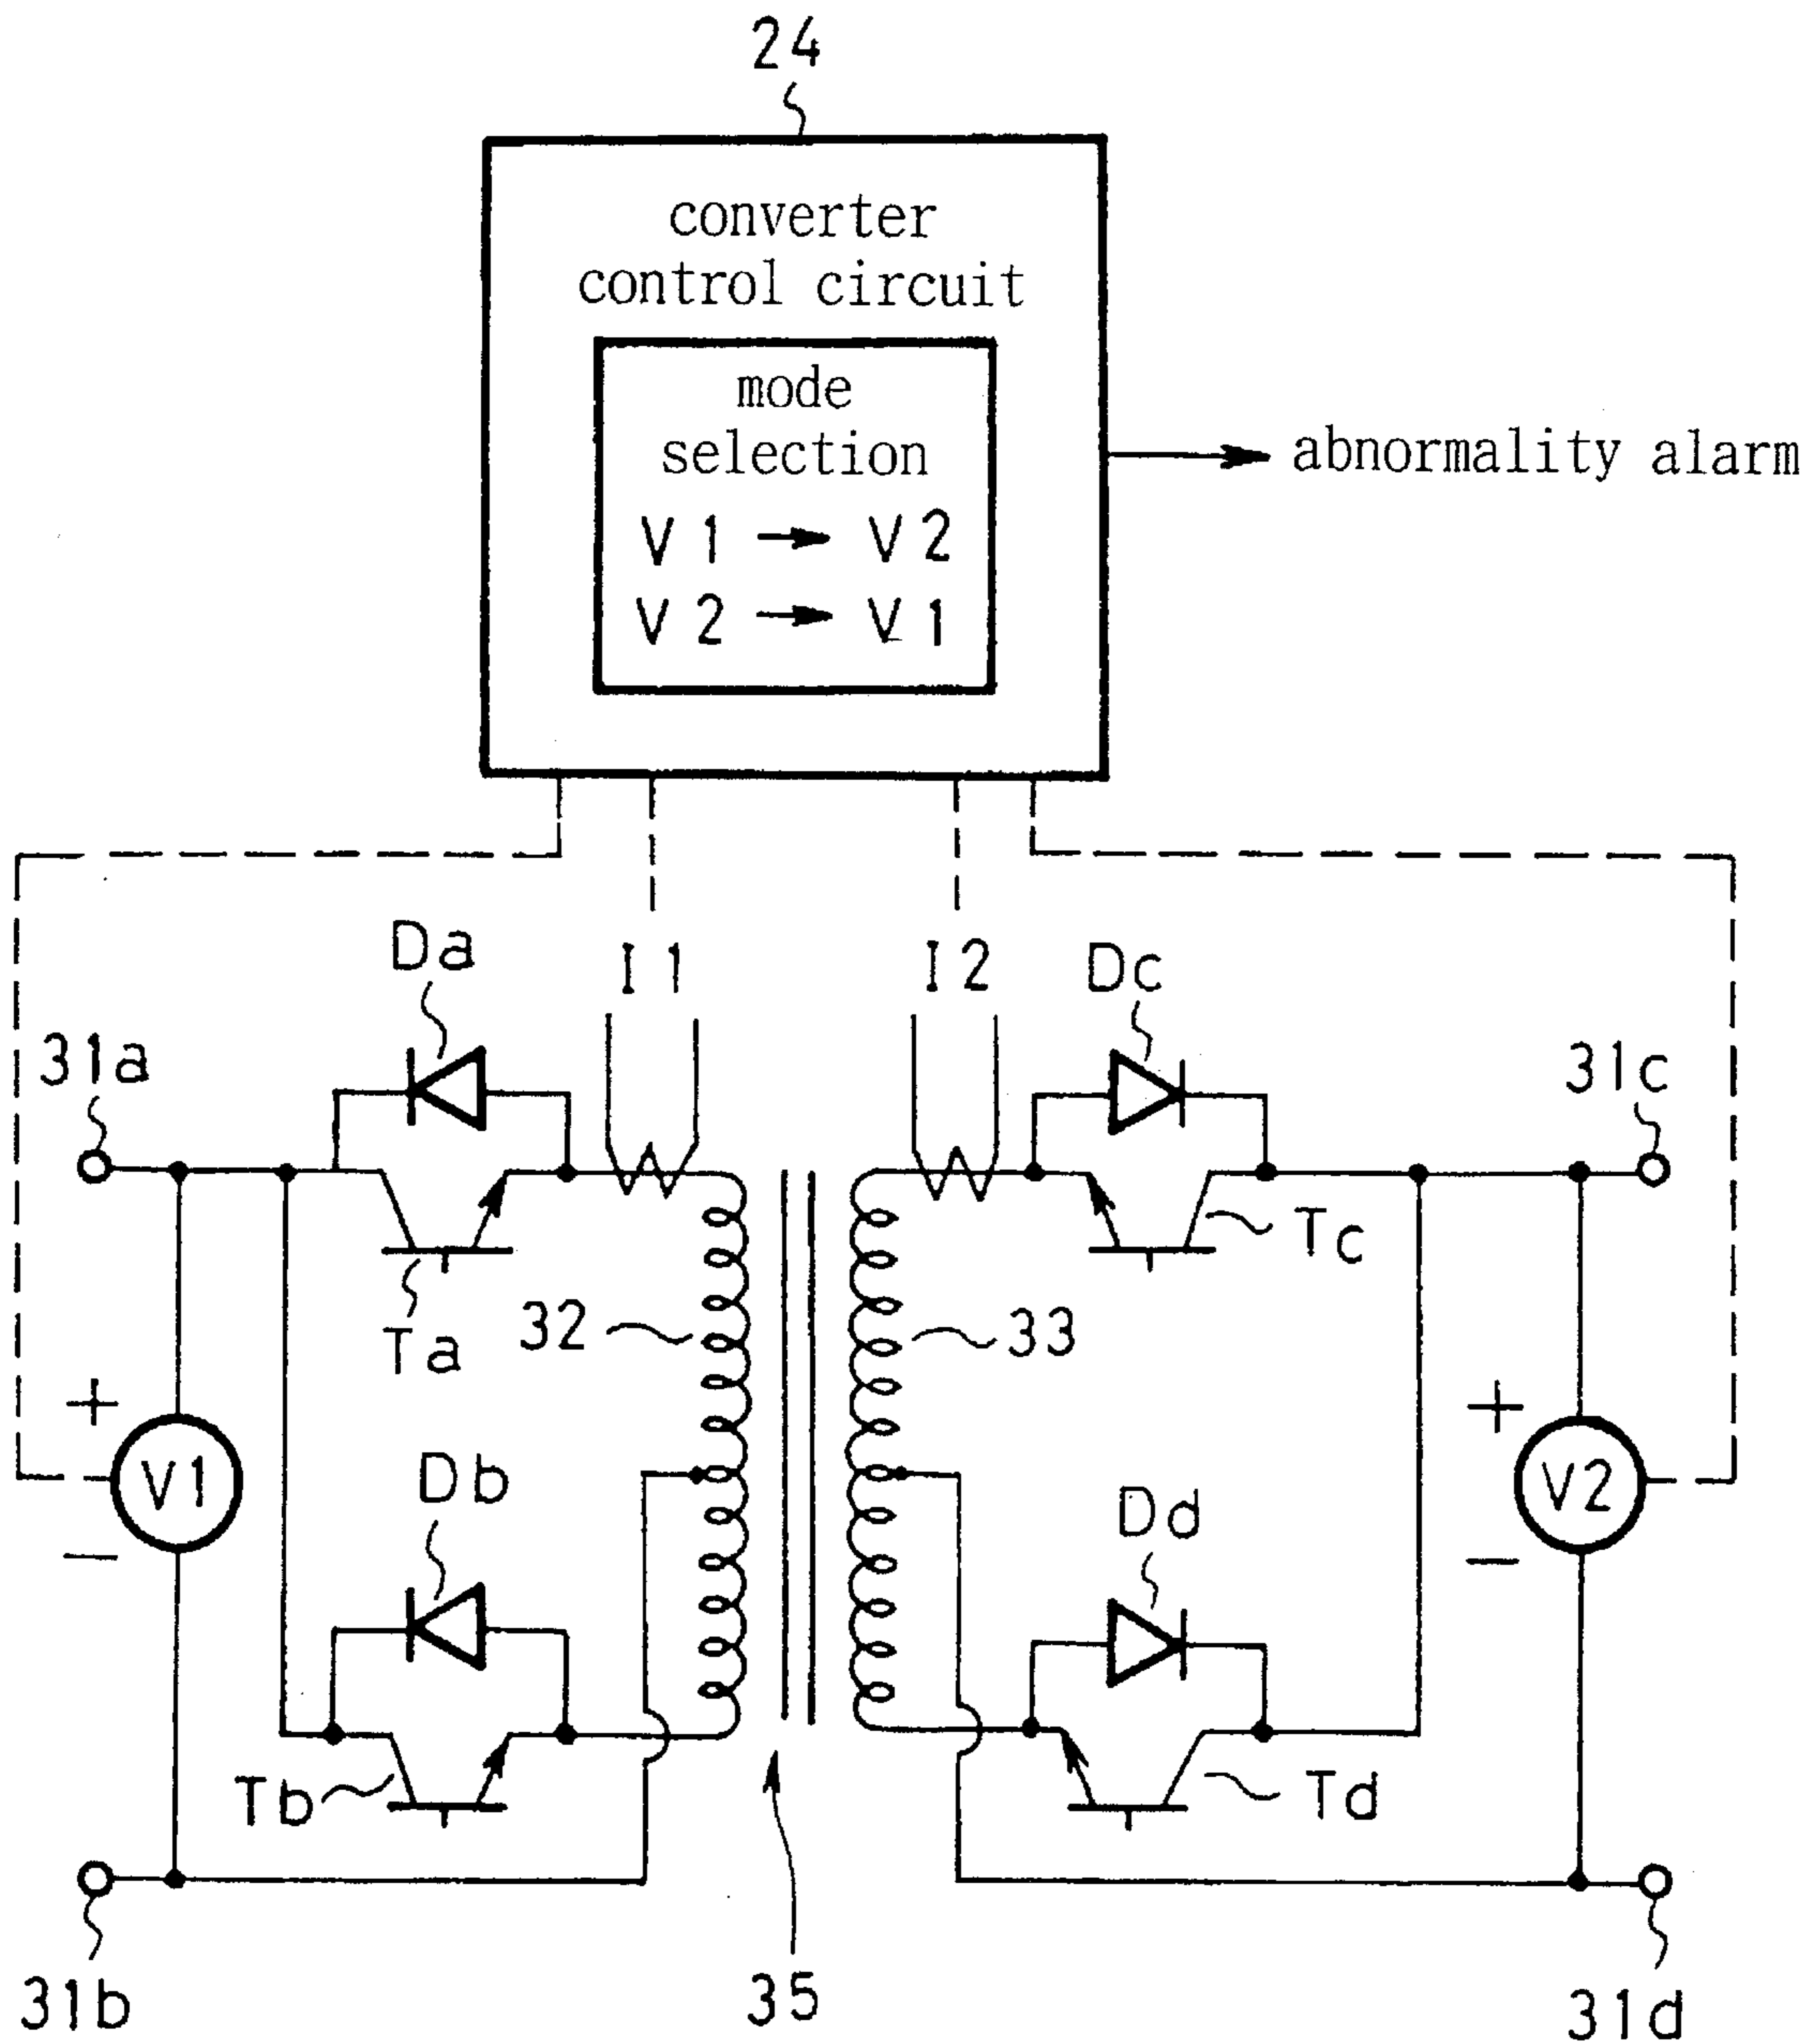 24
converter
control circuit
mode
selection
V1 → V2
V2 → V1
abnormality alarm
Da
I1
I2
Dc
31a
31c
Ta
Tc
32
33
+
+
V1
V2
Db
Dd
−
−
Tb
Td
31b
35
31d